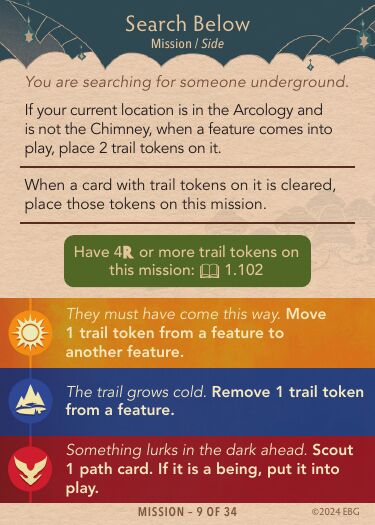 Search Below
Mission / Side
You are searching for someone underground.
If your current location is in the Arcology and
is not the Chimney, when a feature comes into
play, place 2 trail tokens on it.
When a card with trail tokens on it is cleared,
place those tokens on this mission.
Have 4R or more trail tokens on
this mission: 1.102
They must have come this way. Move
1 trail token from a feature to
another feature.
The trail grows cold. Remove 1 trail token
from a feature.
Something lurks in the dark ahead. Scout
1 path card. If it is a being, put it into
play.
MISSION – 9 OF 34
©2024 EBG